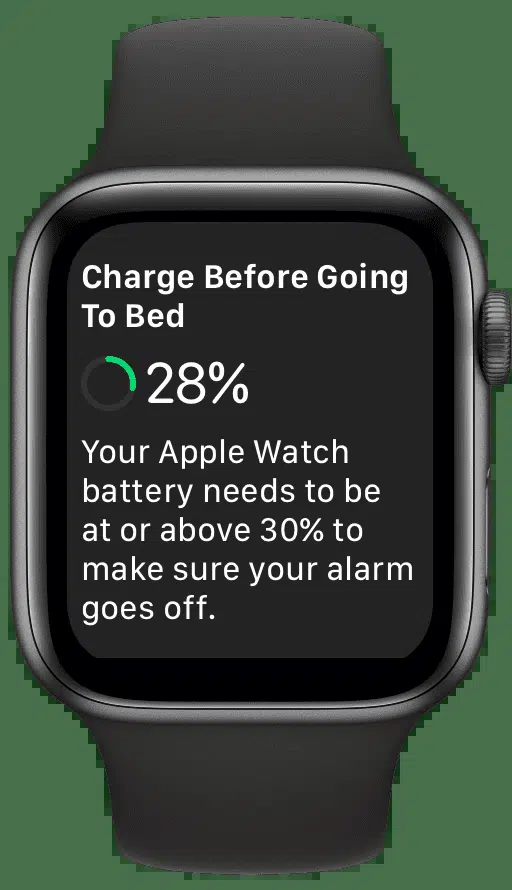 Charge Before Going
To Bed
28%
Your Apple Watch
battery needs to be
at or above 30% to
make sure your alarm
goes off.